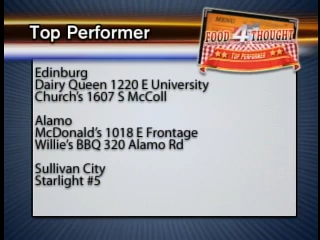 Top Performer
FOOD 4 THOUGHT
TOP PERFORMER
Edinburg
Dairy Queen 1220 E University
Church's 1607 S McColl
Alamo
McDonald's 1018 E Frontage
Willie's BBQ 320 Alamo Rd
Sullivan City
Starlight #5